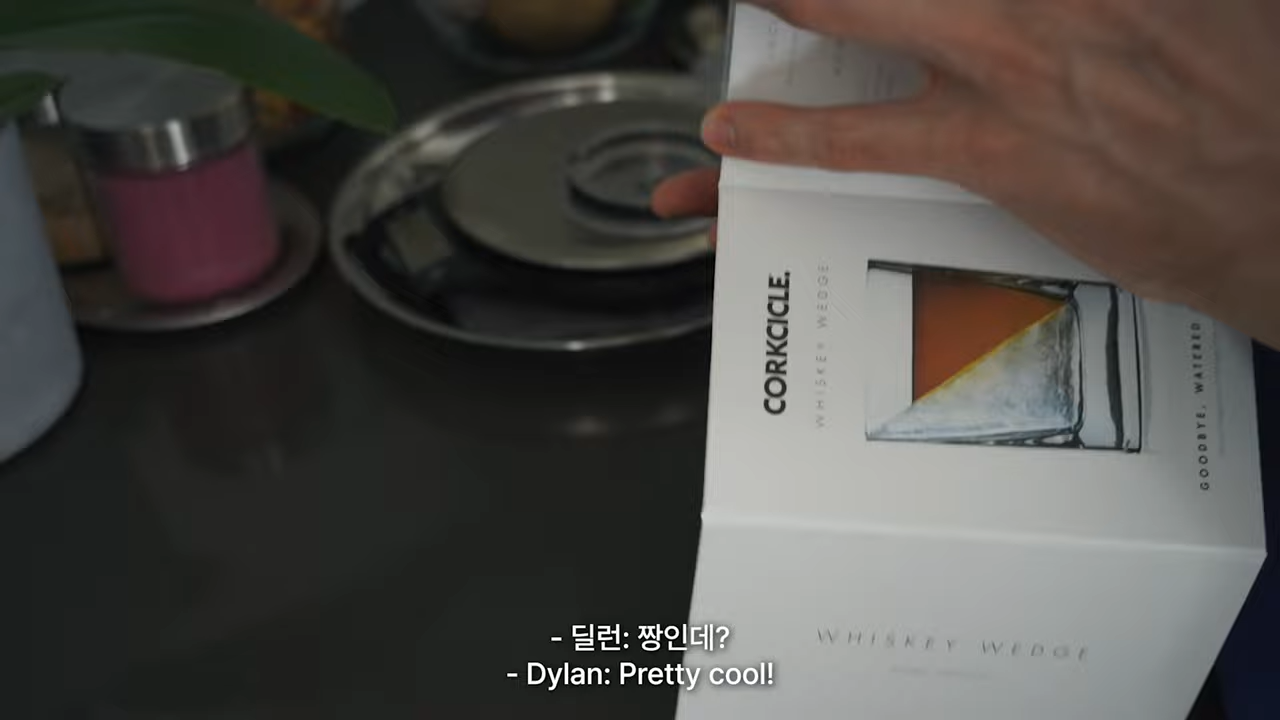 CORKCICLE.
WHISKEY WEDGE
GOODBYE, WATERED
WHISKEY WEDGE
- 딜런: 짱인데?
- Dylan: Pretty cool!